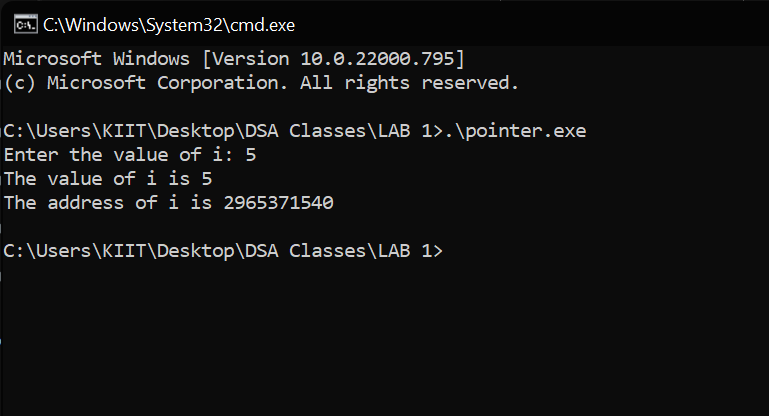 C:\Windows\System32\cmd.exe
Microsoft Windows [Version 10.0.22000.795]
(c) Microsoft Corporation. All rights reserved.
C:\Users\KIIT\Desktop\DSA Classes\LAB 1>.\pointer.exe
Enter the value of i: 5
The value of i is 5
The address of i is 2965371540
C:\Users\KIIT\Desktop\DSA Classes\LAB 1>